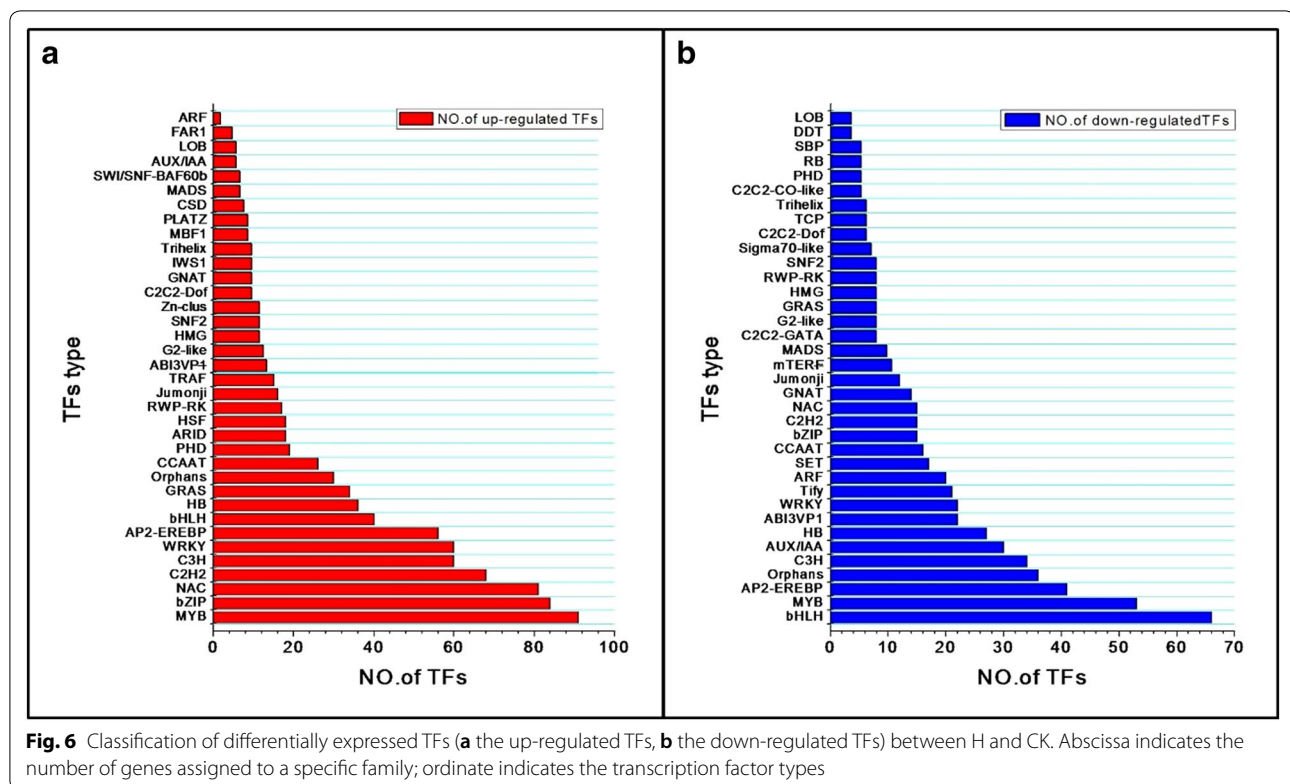 a
TFs type
ARF
FAR1
LOB
AUX/IAA
SWI/SNF-BAF60b
MADS
CSD
PLATZ
MBF1
Trihelix
IWS1
GNAT
C2C2-Dof
Zn-clus
SNF2
HMG
G2-like
ABI3VP1
TRAF
Jumonji
RWP-RK
HSF
ARID
PHD
CCAAT
Orphans
GRAS
HB
bHLH
AP2-EREBP
WRKY
C3H
C2H2
NAC
bZIP
MYB
NO.of up-regulated TFs
0 20 40 60 80 100
NO.of TFs
b
TFs type
LOB
DDT
SBP
RB
PHD
C2C2-CO-like
Trihelix
TCP
C2C2-Dof
Sigma70-like
SNF2
RWP-RK
HMG
GRAS
G2-like
C2C2-GATA
MADS
mTERF
Jumonji
GNAT
NAC
C2H2
bZIP
CCAAT
SET
ARF
Tify
WRKY
ABI3VP1
HB
AUX/IAA
C3H
Orphans
AP2-EREBP
MYB
bHLH
NO.of down-regulatedTFs
0 10 20 30 40 50 60 70
NO.of TFs
Fig. 6 Classification of differentially expressed TFs (a the up-regulated TFs, b the down-regulated TFs) between H and CK. Abscissa indicates the
number of genes assigned to a specific family; ordinate indicates the transcription factor types